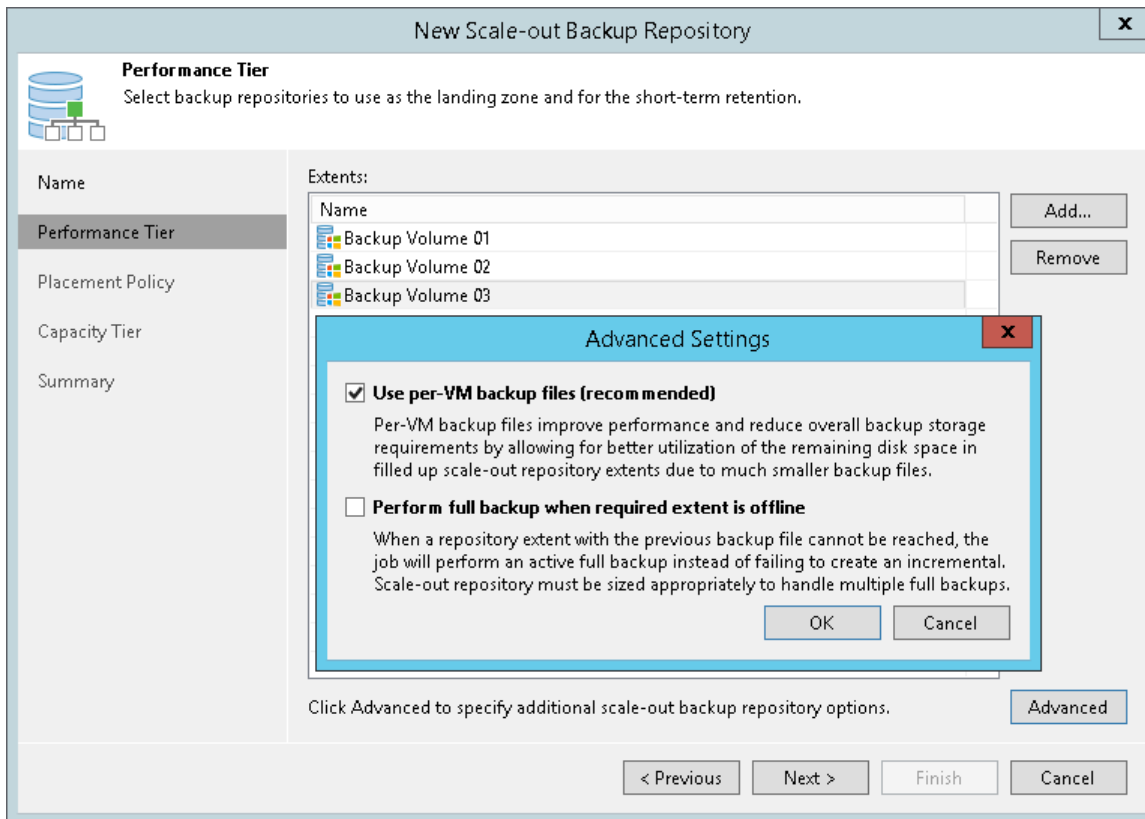 New Scale-out Backup Repository
x
Performance Tier
Select backup repositories to use as the landing zone and for the short-term retention.
Name
Performance Tier
Placement Policy
Capacity Tier
Summary
Extents:
Name
Backup Volume 01
Backup Volume 02
Backup Volume 03
Add...
Remove
Advanced Settings
x
Use per-VM backup files (recommended)
Per-VM backup files improve performance and reduce overall backup storage
requirements by allowing for better utilization of the remaining disk space in
filled up scale-out repository extents due to much smaller backup files.
Perform full backup when required extent is offline
When a repository extent with the previous backup file cannot be reached, the
job will perform an active full backup instead of failing to create an incremental.
Scale-out repository must be sized appropriately to handle multiple full backups.
OK
Cancel
Click Advanced to specify additional scale-out backup repository options.
Advanced
< Previous
Next >
Finish
Cancel